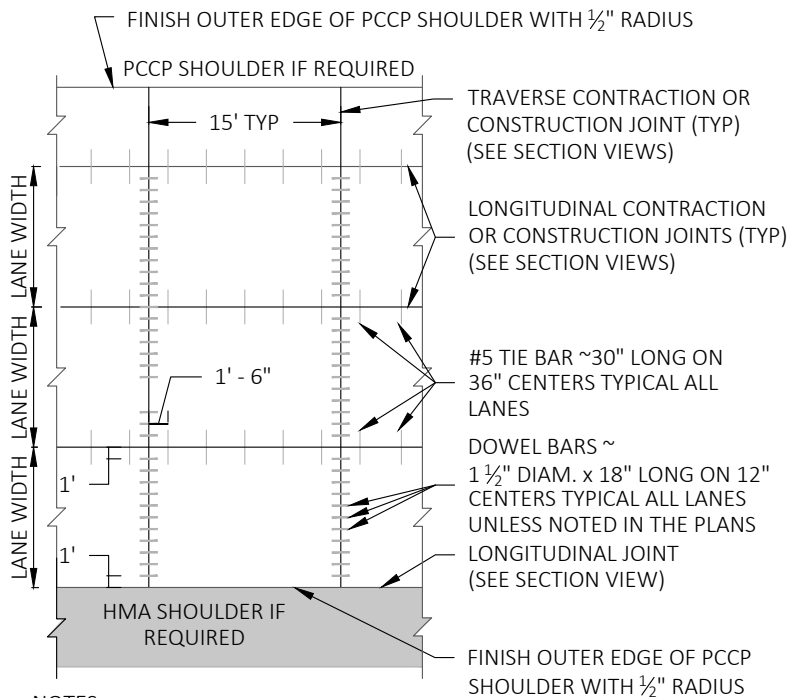 FINISH OUTER EDGE OF PCCP SHOULDER WITH ½" RADIUS
PCCP SHOULDER IF REQUIRED
15' TYP
TRAVERSE CONTRACTION OR
CONSTRUCTION JOINT (TYP)
(SEE SECTION VIEWS)
LANE WIDTH
LONGITUDINAL CONTRACTION
OR CONSTRUCTION JOINTS (TYP)
(SEE SECTION VIEWS)
LANE WIDTH
1' - 6"
#5 TIE BAR ~30" LONG ON
36" CENTERS TYPICAL ALL
LANES
LANE WIDTH
1'
1'
DOWEL BARS ~
1 ½" DIAM. x 18" LONG ON 12"
CENTERS TYPICAL ALL LANES
UNLESS NOTED IN THE PLANS
LONGITUDINAL JOINT
(SEE SECTION VIEW)
HMA SHOULDER IF
REQUIRED
FINISH OUTER EDGE OF PCCP
SHOULDER WITH ½" RADIUS